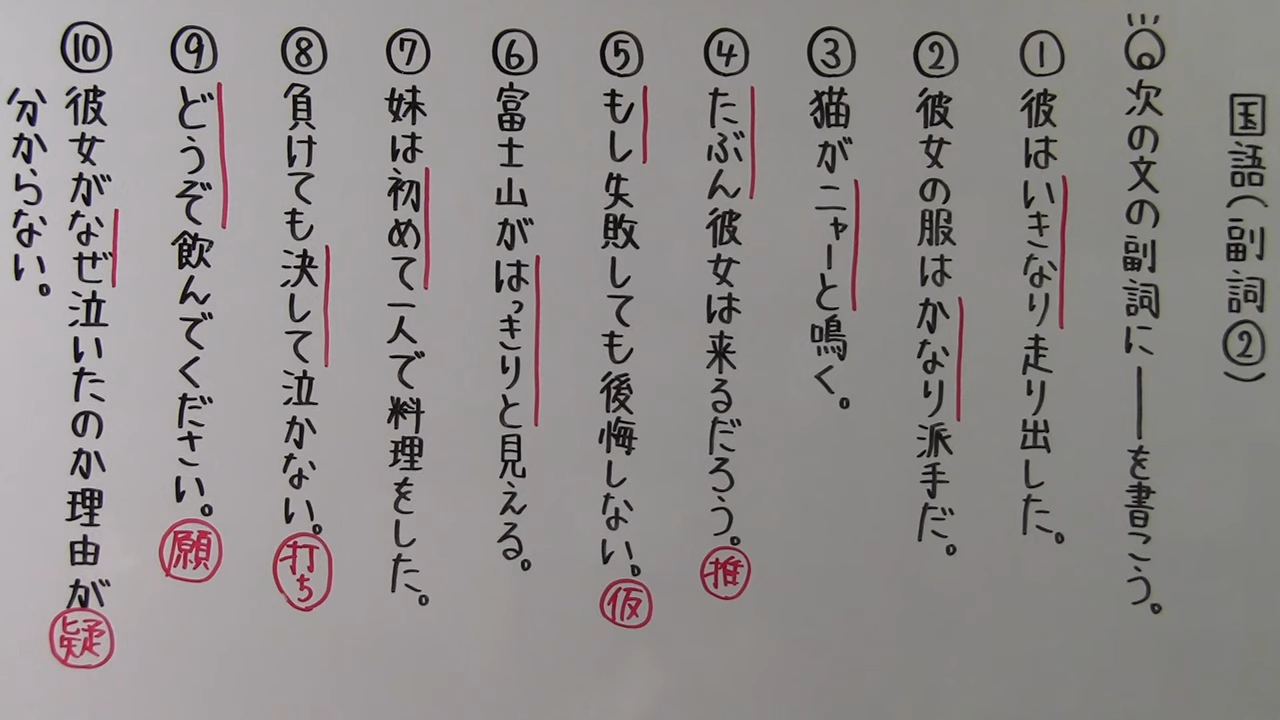 国語（副詞②）
次の文の副詞に──を書こう。
①彼はいきなり走り出した。
②彼女の服はかなり派手だ。
③猫がニャーと鳴く。
④たぶん彼女は来るだろう。推
⑤もし失敗しても後悔しない。仮
⑥富士山がはっきりと見える。
⑦妹は初めて一人で料理をした。
⑧負けても決して泣かない。打ち
⑨どうぞ飲んでください。願
⑩彼女がなぜ泣いたのか理由が疑
分からない。